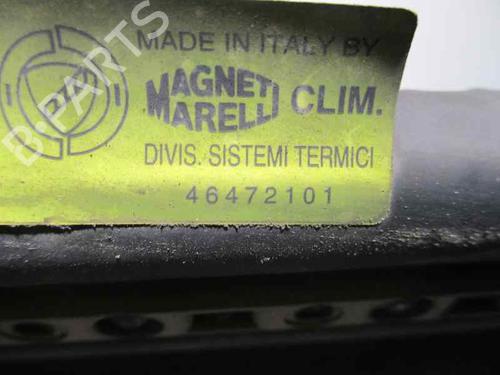 MADE IN ITALY BY
MAGNETI
MARELLI CLIM.
DIVIS. SISTEMI TERMICI
46472101
B.PARTS